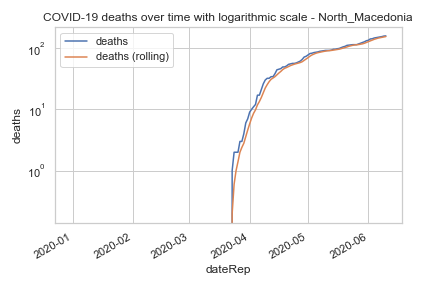 COVID-19 deaths over time with logarithmic scale - North_Macedonia
deaths
deaths (rolling)
10²
10¹
10⁰
deaths
2020-01
2020-02
2020-03
2020-04
2020-05
2020-06
dateRep